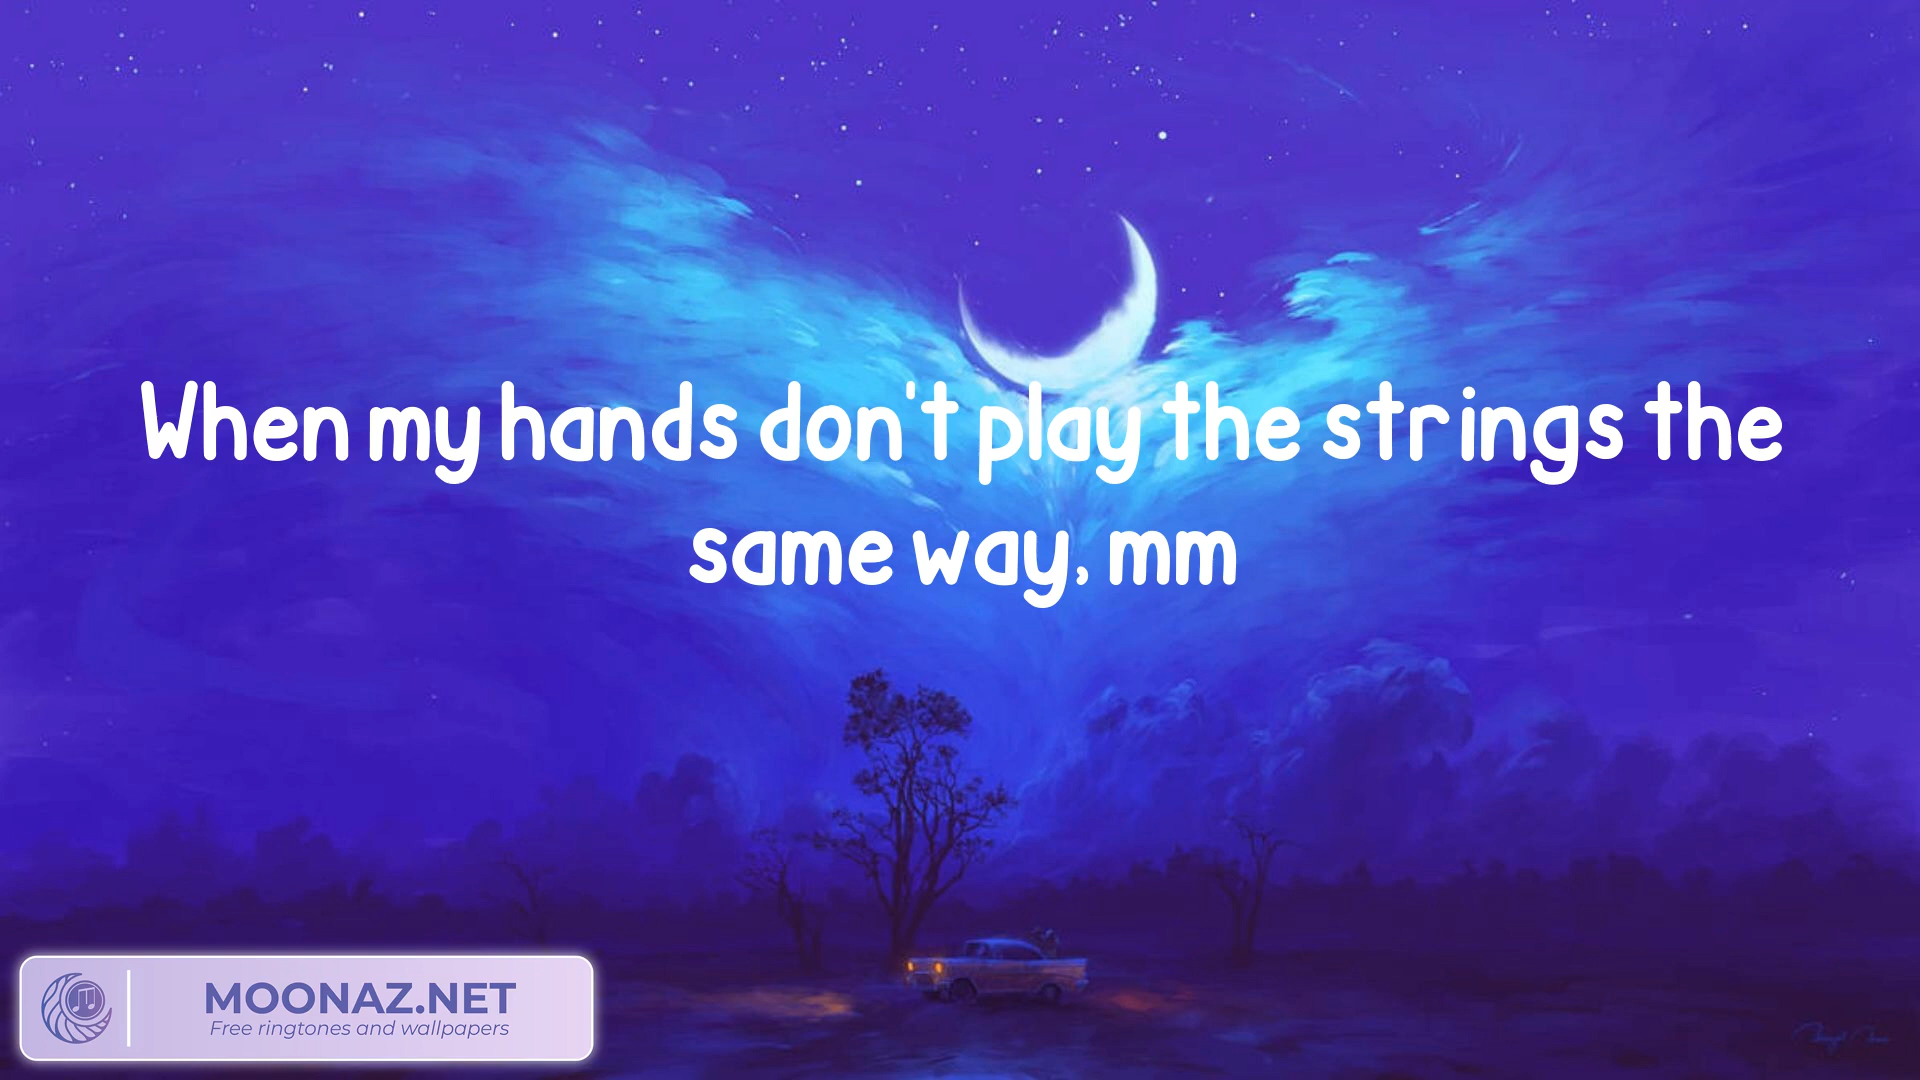 When my hands don't play the strings the
same way, mm
MOONAZ.NET
Free ringtones and wallpapers